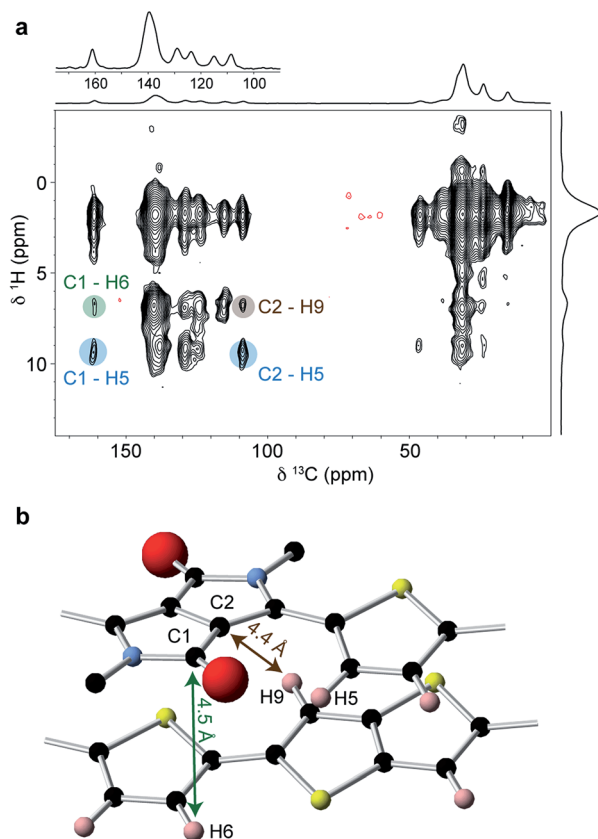 a
160 140 120 100
0
5
10
δ ¹H (ppm)
C1 - H6
C2 - H9
C1 - H5
C2 - H5
150 100 50
δ ¹³C (ppm)
b
C2
C1
4.4 Å
H9
H5
4.5 Å
H6